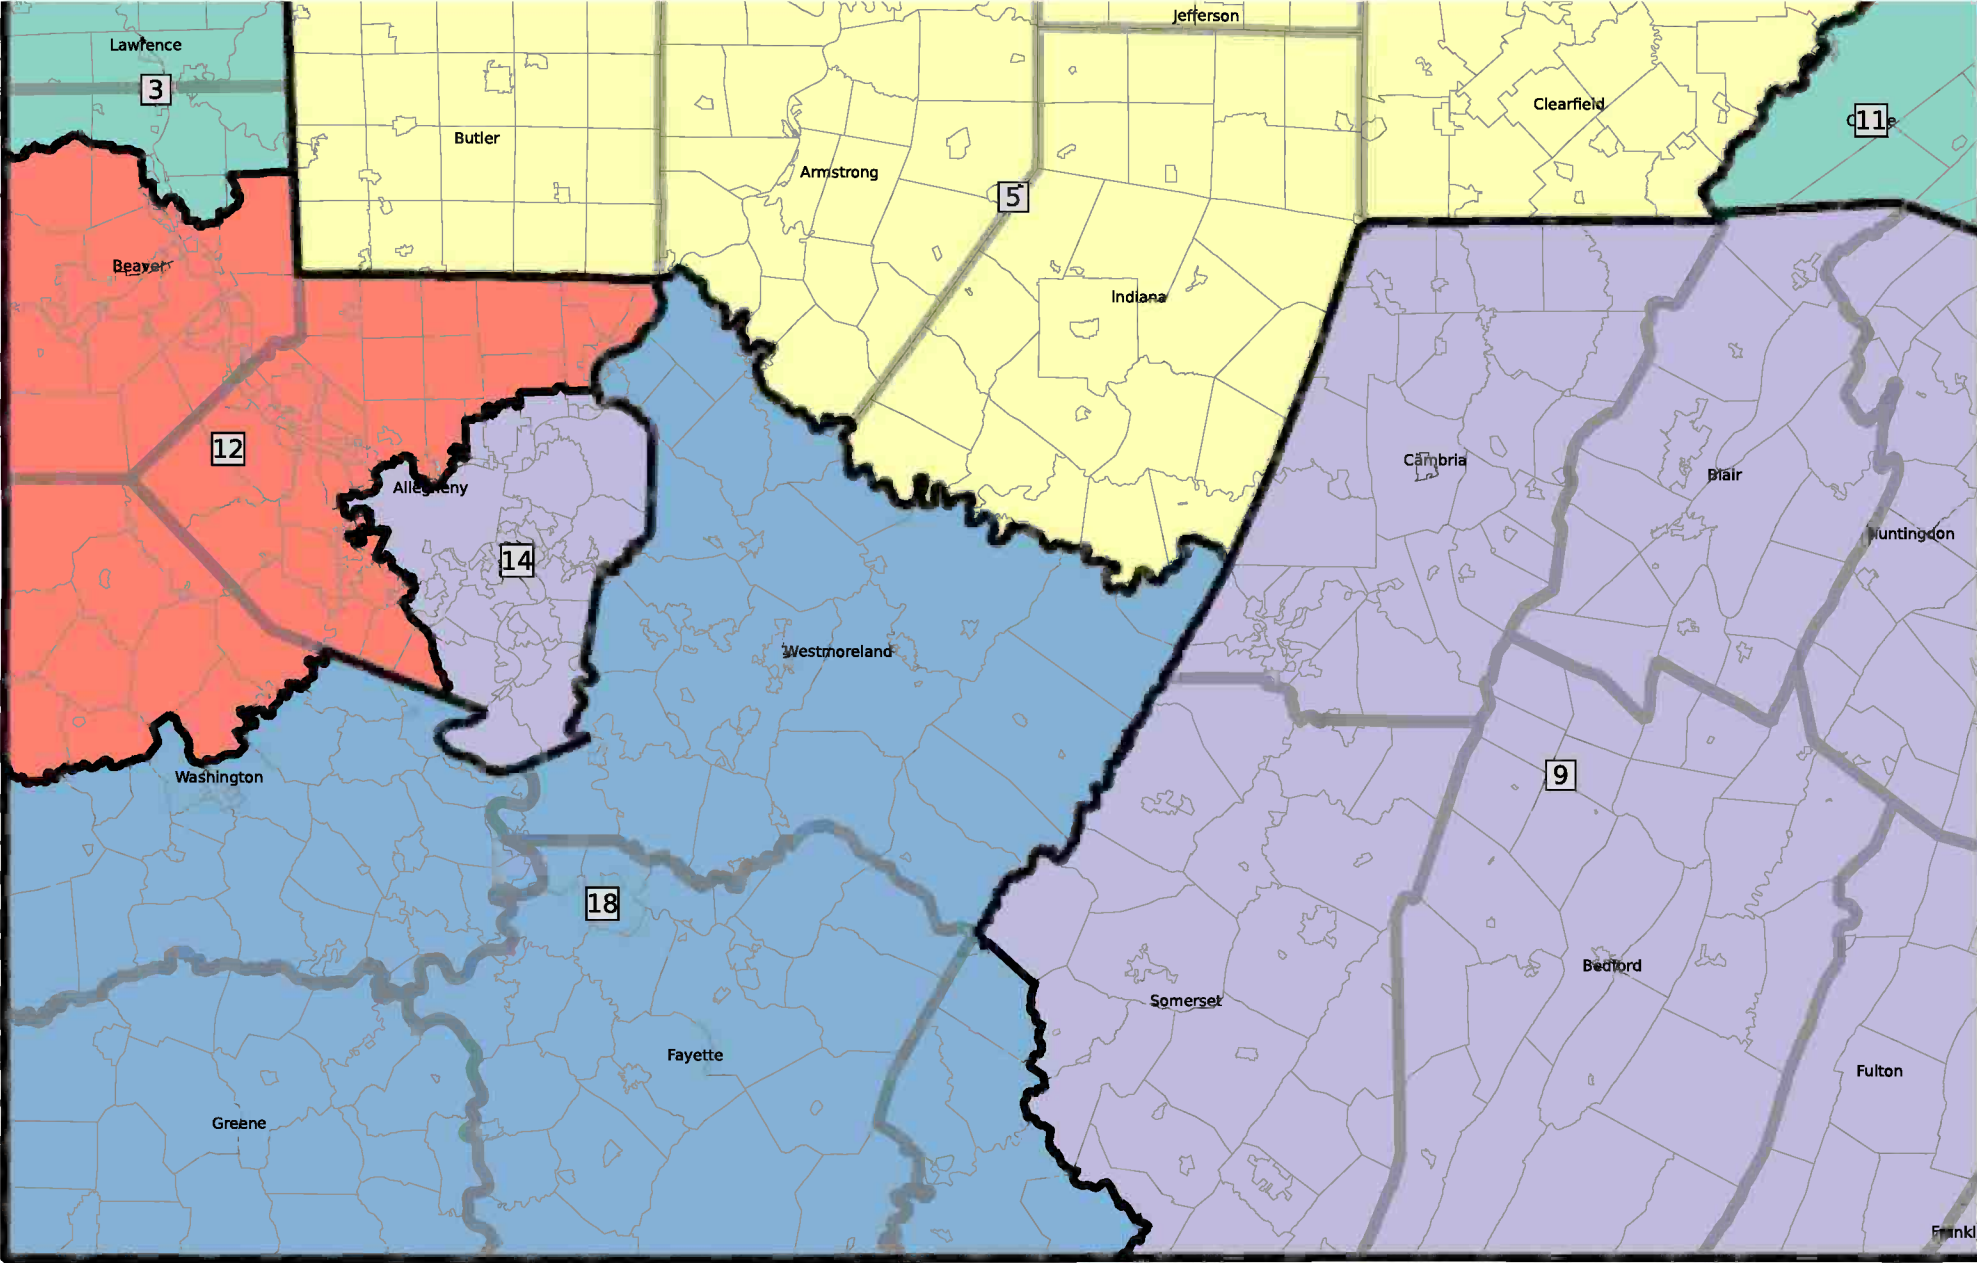 Jefferson
Lawrence
3
Clearfield
11
Butler
Armstrong
5
Beaver
Indiana
12
Cambria
Blair
Allegheny
Huntingdon
14
Westmoreland
Washington
9
18
Bedford
Somerset
Fayette
Fulton
Greene
Frankl